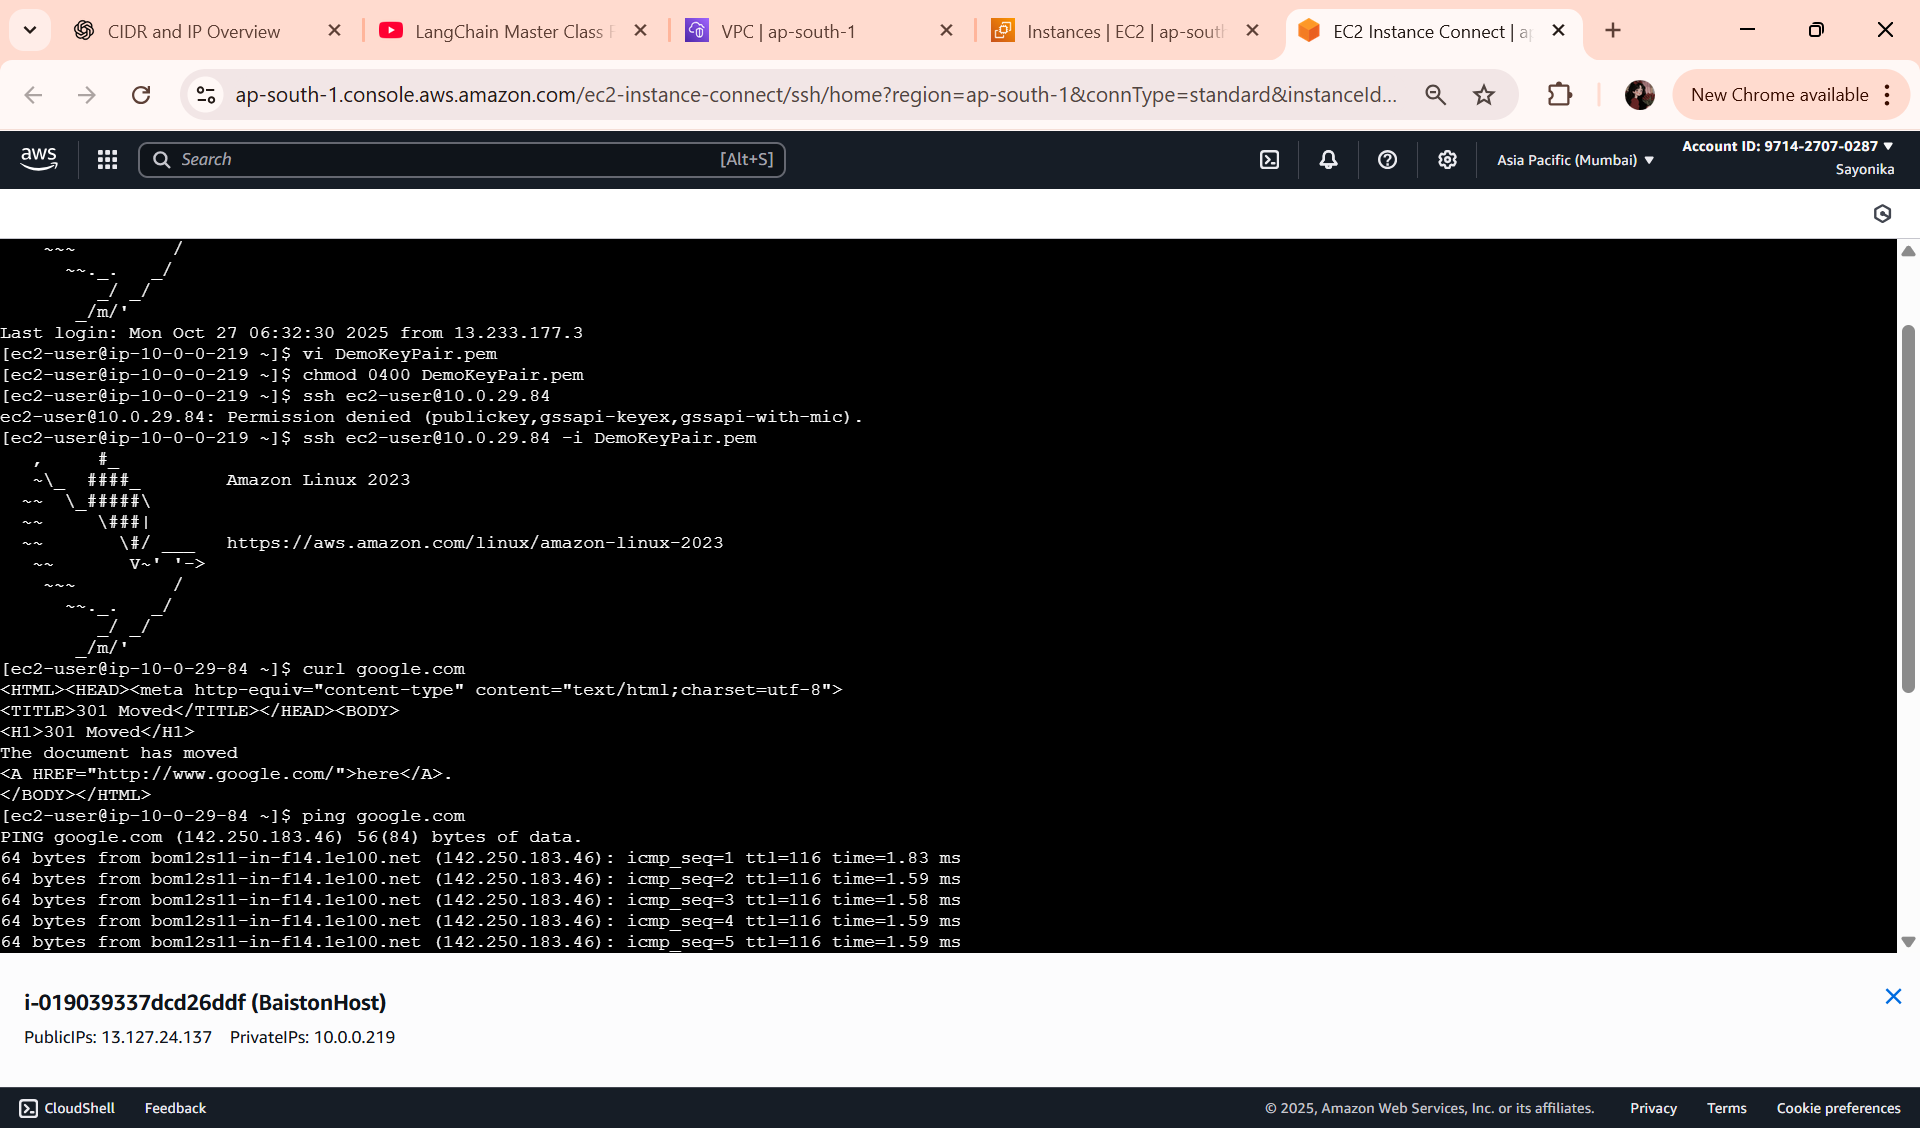 CIDR and IP Overview
LangChain Master Class
VPC | ap-south-1
Instances | EC2 | ap-sout
EC2 Instance Connect | a
ap-south-1.console.aws.amazon.com/ec2-instance-connect/ssh/home?region=ap-south-1&connType=standard&instanceId...
New Chrome available
aws
Search
[Alt+S]
Asia Pacific (Mumbai) ▼
Account ID: 9714-2707-0287 ▼
Sayonika
    ~~~         /
      ~~._.   _/
         _/ _/
       _/m/'
Last login: Mon Oct 27 06:32:30 2025 from 13.233.177.3
[ec2-user@ip-10-0-0-219 ~]$ vi DemoKeyPair.pem
[ec2-user@ip-10-0-0-219 ~]$ chmod 0400 DemoKeyPair.pem
[ec2-user@ip-10-0-0-219 ~]$ ssh ec2-user@10.0.29.84
ec2-user@10.0.29.84: Permission denied (publickey,gssapi-keyex,gssapi-with-mic).
[ec2-user@ip-10-0-0-219 ~]$ ssh ec2-user@10.0.29.84 -i DemoKeyPair.pem
   ,     #_
   ~\_  ####_        Amazon Linux 2023
  ~~  \_#####\
  ~~     \###|
  ~~       \#/ ___   https://aws.amazon.com/linux/amazon-linux-2023
   ~~       V~' '->
    ~~~         /
      ~~._.   _/
         _/ _/
       _/m/'
[ec2-user@ip-10-0-29-84 ~]$ curl google.com
<HTML><HEAD><meta http-equiv="content-type" content="text/html;charset=utf-8">
<TITLE>301 Moved</TITLE></HEAD><BODY>
<H1>301 Moved</H1>
The document has moved
<A HREF="http://www.google.com/">here</A>.
</BODY></HTML>
[ec2-user@ip-10-0-29-84 ~]$ ping google.com
PING google.com (142.250.183.46) 56(84) bytes of data.
64 bytes from bom12s11-in-f14.1e100.net (142.250.183.46): icmp_seq=1 ttl=116 time=1.83 ms
64 bytes from bom12s11-in-f14.1e100.net (142.250.183.46): icmp_seq=2 ttl=116 time=1.59 ms
64 bytes from bom12s11-in-f14.1e100.net (142.250.183.46): icmp_seq=3 ttl=116 time=1.58 ms
64 bytes from bom12s11-in-f14.1e100.net (142.250.183.46): icmp_seq=4 ttl=116 time=1.59 ms
64 bytes from bom12s11-in-f14.1e100.net (142.250.183.46): icmp_seq=5 ttl=116 time=1.59 ms
i-019039337dcd26ddf (BaistonHost)
PublicIPs: 13.127.24.137 PrivateIPs: 10.0.0.219
CloudShell Feedback © 2025, Amazon Web Services, Inc. or its affiliates. Privacy Terms Cookie preferences